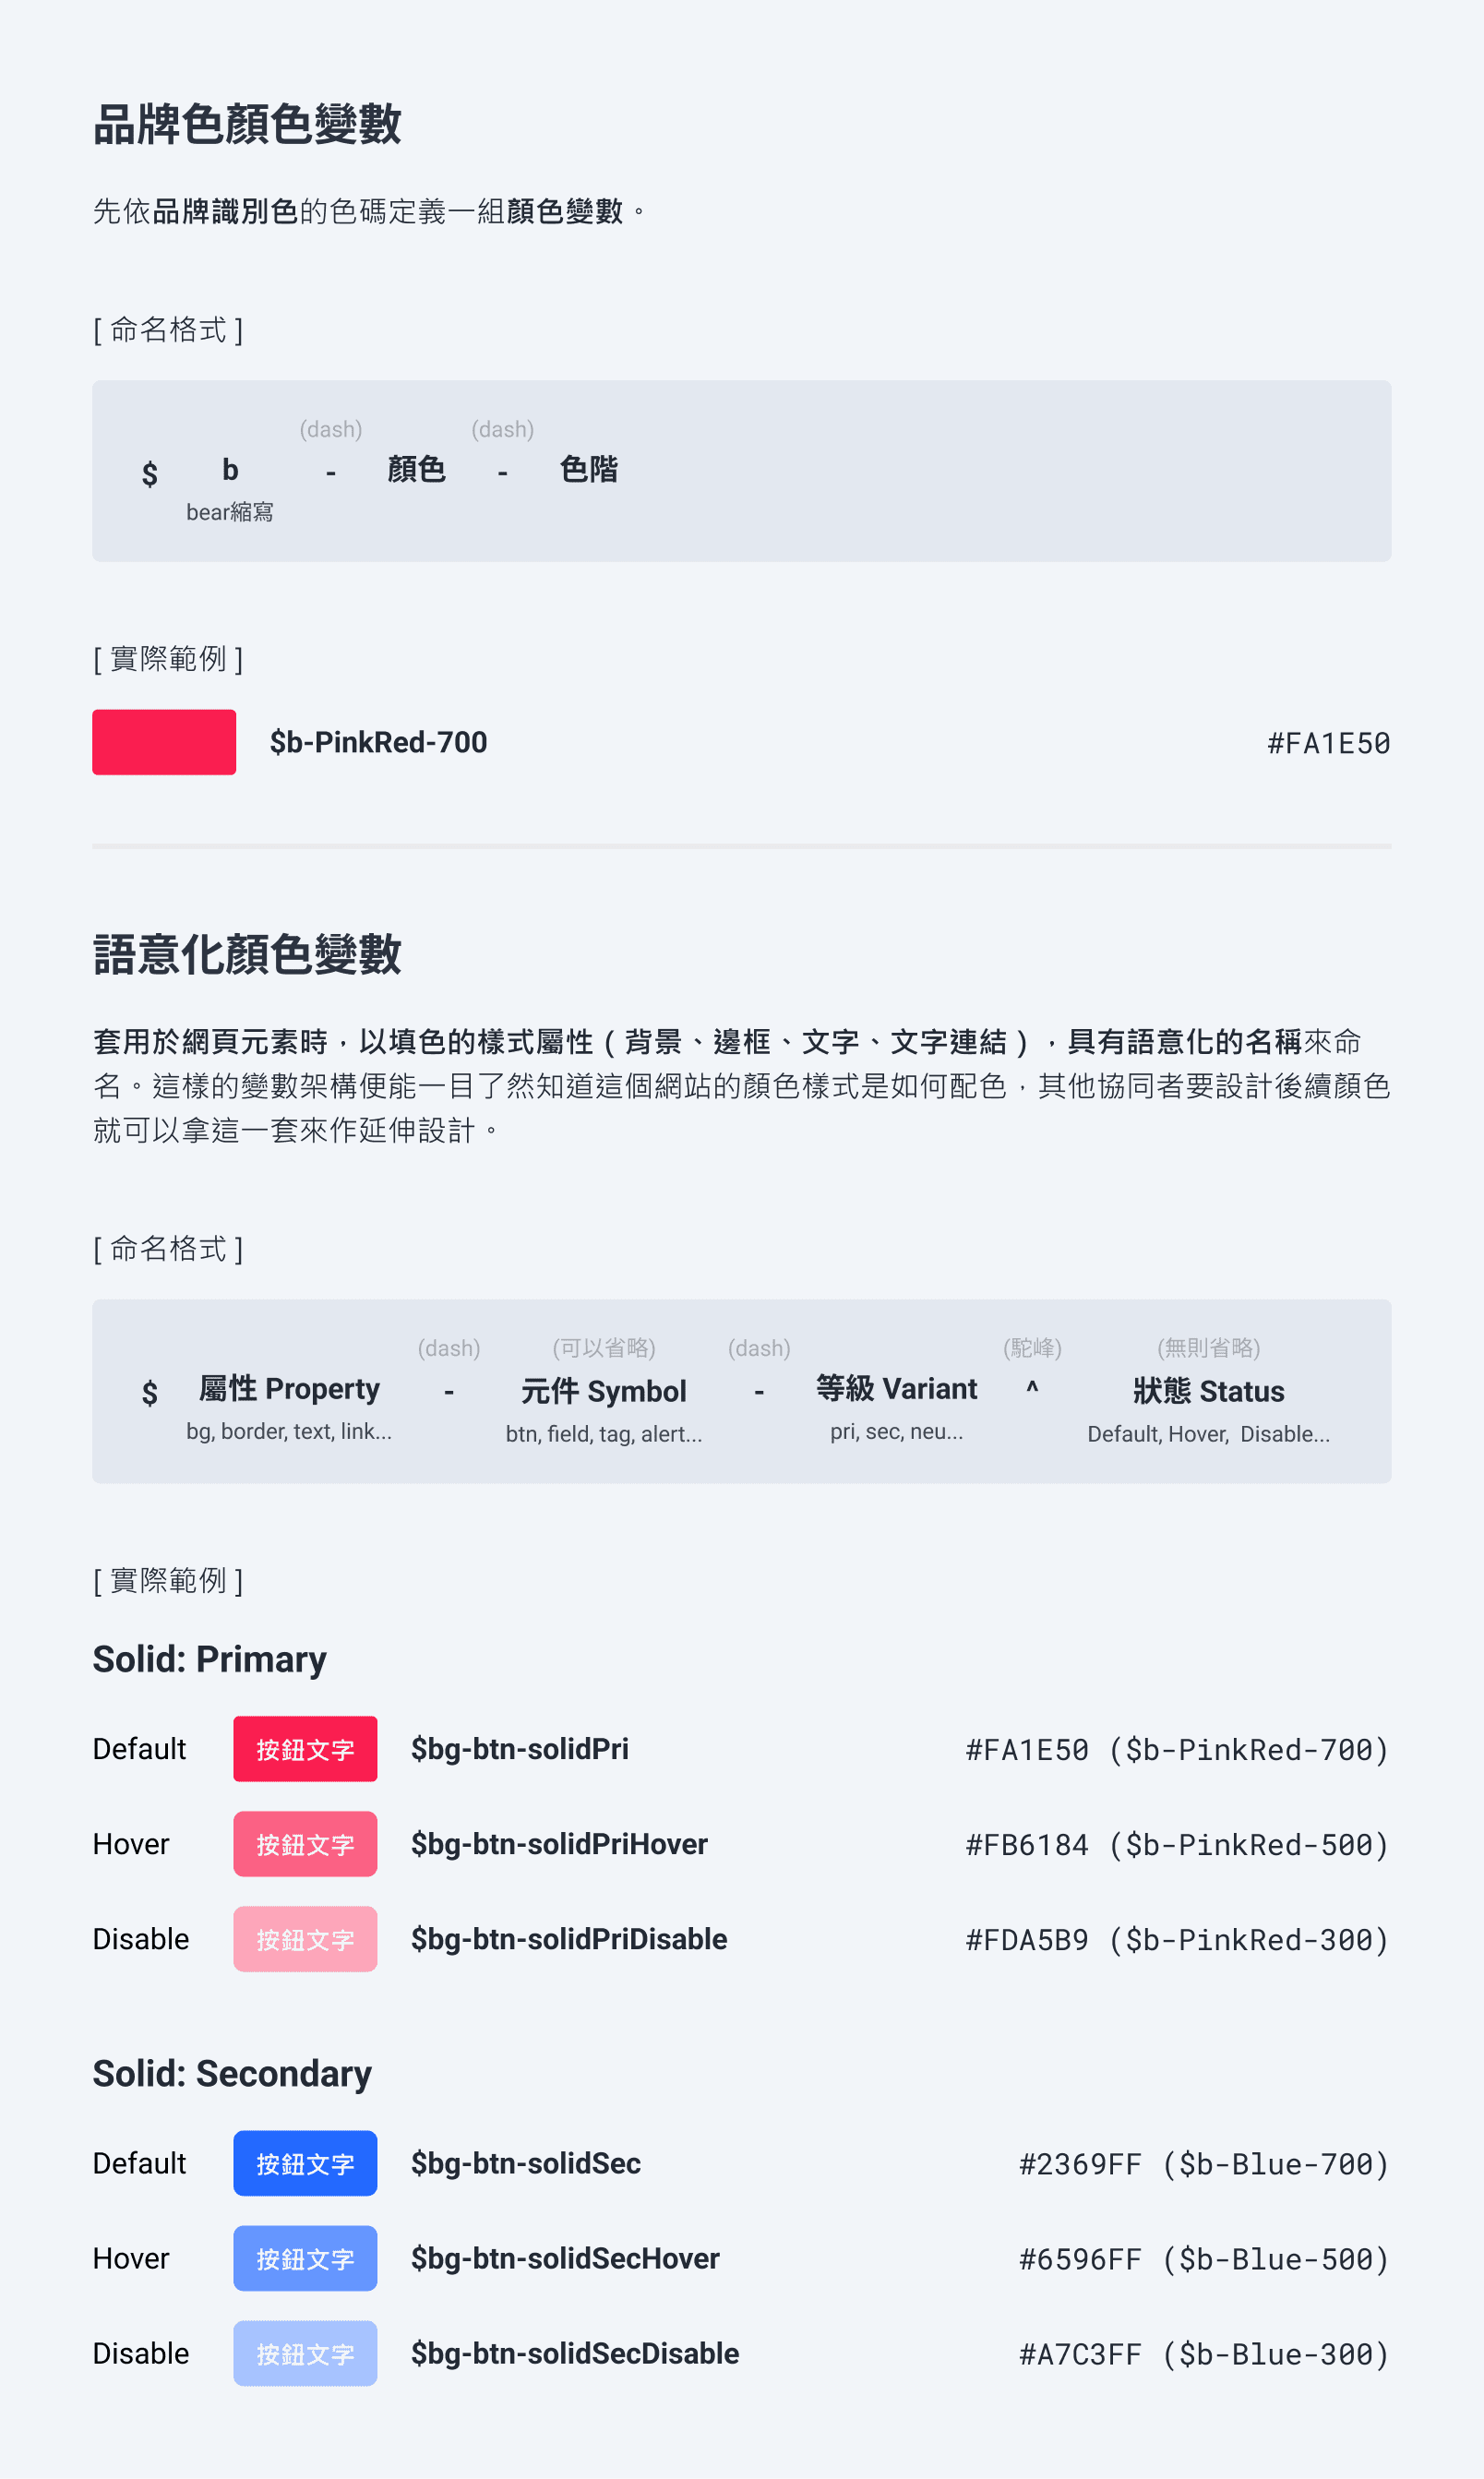 品牌色顏色變數
先依品牌識別色的色碼定義一組顏色變數。
[ 命名格式 ]
(dash) (dash)
$ b - 顏色 - 色階
bear縮寫
[ 實際範例 ]
$b-PinkRed-700 #FA1E50
語意化顏色變數
套用於網頁元素時，以填色的樣式屬性 ( 背景、邊框、文字、文字連結 ) ，具有語意化的名稱來命
名。這樣的變數架構便能一目了然知道這個網站的顏色樣式是如何配色，其他協同者要設計後續顏色
就可以拿這一套來作延伸設計。
[ 命名格式 ]
(dash) (可以省略) (dash) (駝峰) (無則省略)
$ 屬性 Property - 元件 Symbol - 等級 Variant ^ 狀態 Status
bg, border, text, link... btn, field, tag, alert... pri, sec, neu... Default, Hover, Disable...
[ 實際範例 ]
Solid: Primary
Default 按鈕文字 $bg-btn-solidPri #FA1E50 ($b-PinkRed-700)
Hover 按鈕文字 $bg-btn-solidPriHover #FB6184 ($b-PinkRed-500)
Disable 按鈕文字 $bg-btn-solidPriDisable #FDA5B9 ($b-PinkRed-300)
Solid: Secondary
Default 按鈕文字 $bg-btn-solidSec #2369FF ($b-Blue-700)
Hover 按鈕文字 $bg-btn-solidSecHover #6596FF ($b-Blue-500)
Disable 按鈕文字 $bg-btn-solidSecDisable #A7C3FF ($b-Blue-300)